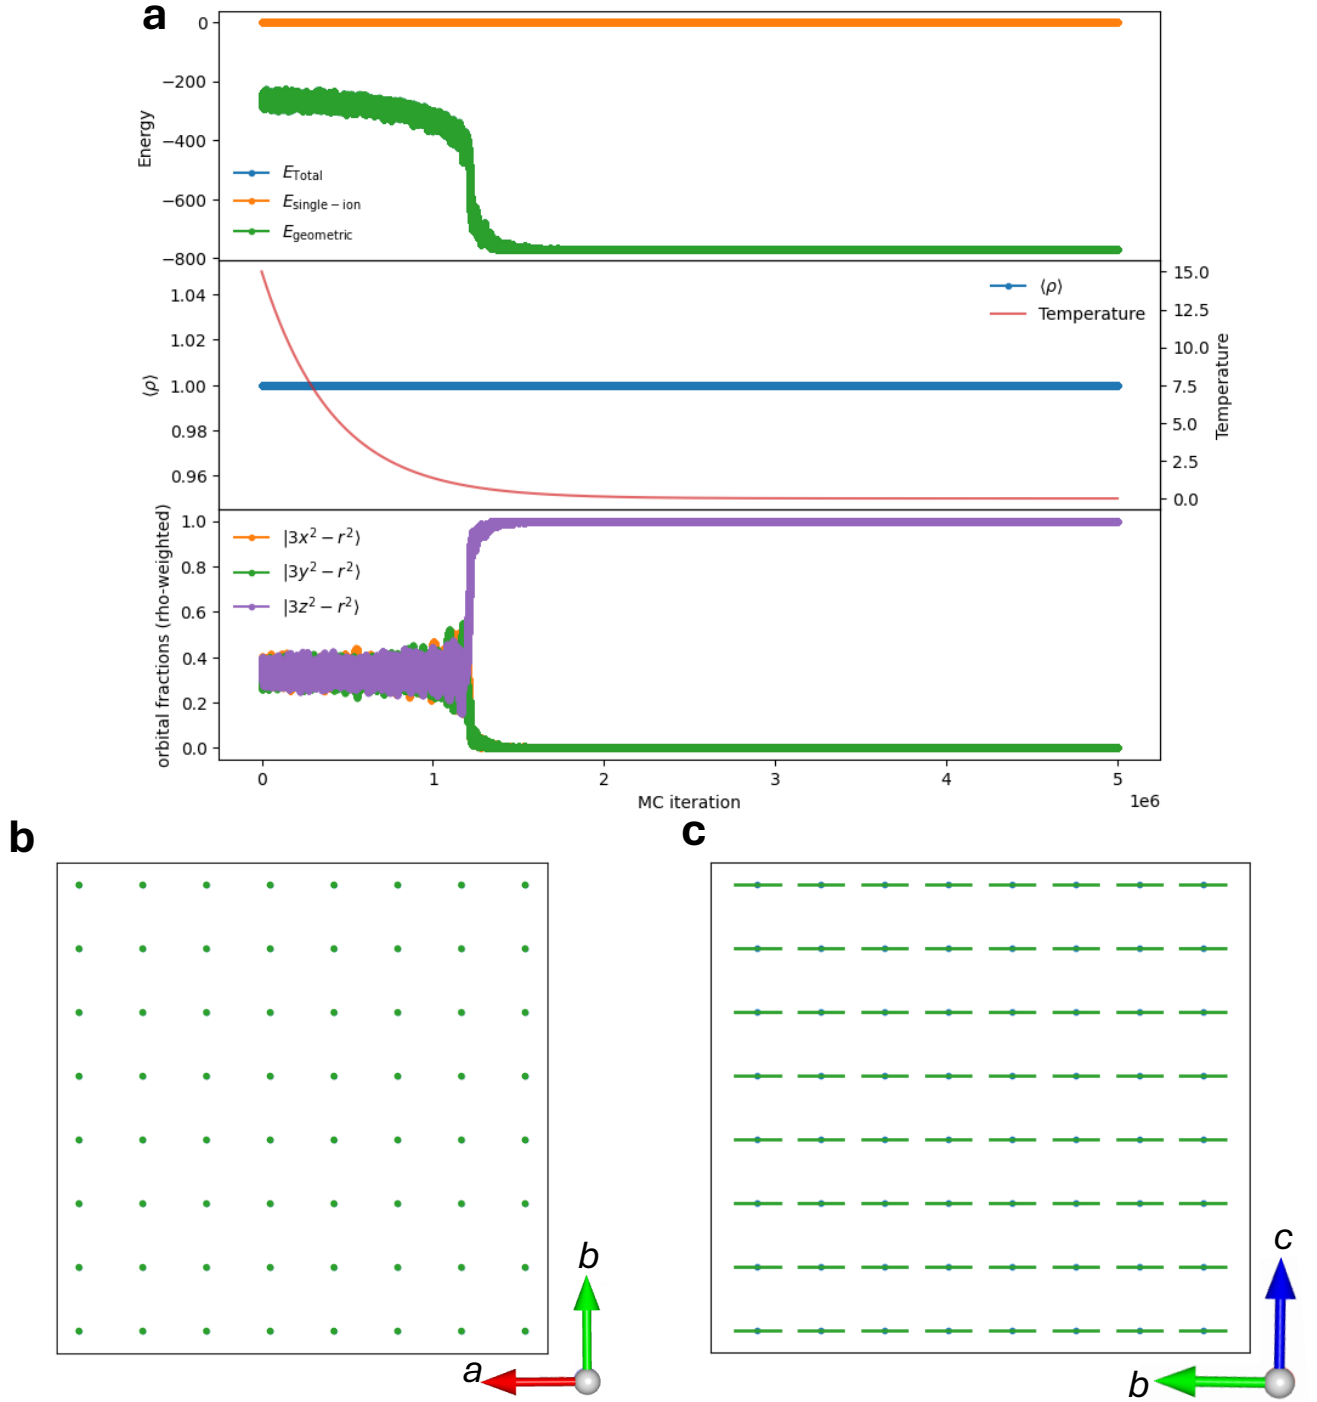 a
0
−200
−400
−600
−800
Energy
E_Total
E_single−ion
E_geometric
1.04
1.02
1.00
0.98
0.96
⟨ρ⟩
⟨ρ⟩
Temperature
15.0
12.5
10.0
7.5
5.0
2.5
0.0
Temperature
1.0
0.8
0.6
0.4
0.2
0.0
orbital fractions (rho-weighted)
|3x² − r²⟩
|3y² − r²⟩
|3z² − r²⟩
0 1 2 3 4 5
MC iteration
1e6
b
c
b
a
c
b